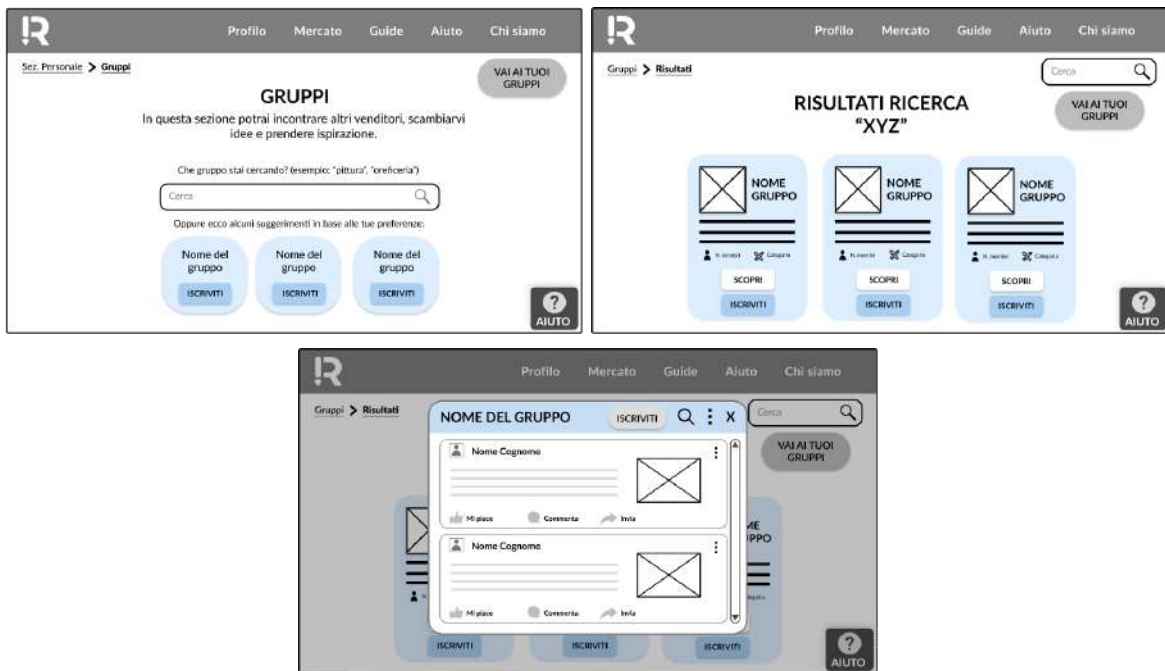 R
Profilo Mercato Guide Aiuto Chi siamo
Sez. Personale > Gruppi
VAI AI TUOI
GRUPPI
GRUPPI
In questa sezione potrai incontrare altri venditori, scambiarvi
idee e prendere ispirazione.
Che gruppo stai cercando? (esempio: "pittura", "oreficeria")
Cerca
Oppure ecco alcuni suggerimenti in base alle tue preferenze:
Nome del
gruppo
ISCRIVITI
Nome del
gruppo
ISCRIVITI
Nome del
gruppo
ISCRIVITI
?
AIUTO
R
Profilo Mercato Guide Aiuto Chi siamo
Gruppi > Risultati
Cerca
VAI AI TUOI
GRUPPI
RISULTATI RICERCA
“XYZ”
NOME
GRUPPO
N. membri Categoria
SCOPRI
ISCRIVITI
NOME
GRUPPO
N. membri Categoria
SCOPRI
ISCRIVITI
NOME
GRUPPO
N. membri Categoria
SCOPRI
ISCRIVITI
?
AIUTO
R
Profilo Mercato Guide Aiuto Chi siamo
Gruppi > Risultati
NOME DEL GRUPPO ISCRIVITI X
Cerca
VAI AI TUOI
GRUPPI
Nome Cognome
Mi piace Commenta Invia
Nome Cognome
Mi piace Commenta Invia
ISCRIVITI ISCRIVITI ISCRIVITI
?
AIUTO